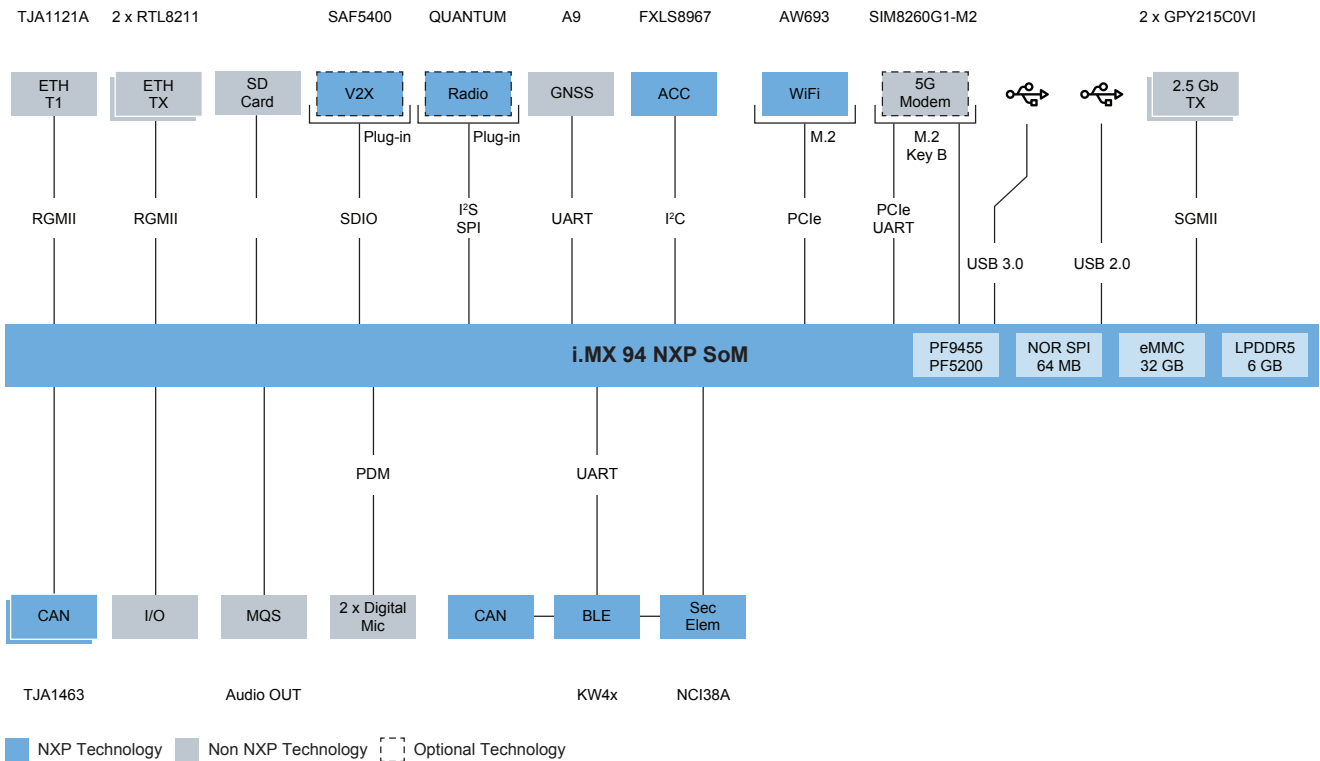 TJA1121A
2 x RTL8211
SAF5400
QUANTUM
A9
FXLS8967
AW693
SIM8260G1-M2
2 x GPY215C0VI
ETH
T1
ETH
TX
SD
Card
V2X
Radio
GNSS
ACC
WiFi
5G
Modem
2.5 Gb
TX
Plug-in
Plug-in
M.2
M.2
Key B
RGMII
RGMII
SDIO
I²S
SPI
UART
I²C
PCIe
PCIe
UART
SGMII
USB 3.0
USB 2.0
i.MX 94 NXP SoM
PF9455
PF5200
NOR SPI
64 MB
eMMC
32 GB
LPDDR5
6 GB
PDM
UART
CAN
I/O
MQS
2 x Digital
Mic
CAN
BLE
Sec
Elem
TJA1463
Audio OUT
KW4x
NCI38A
NXP Technology
Non NXP Technology
Optional Technology